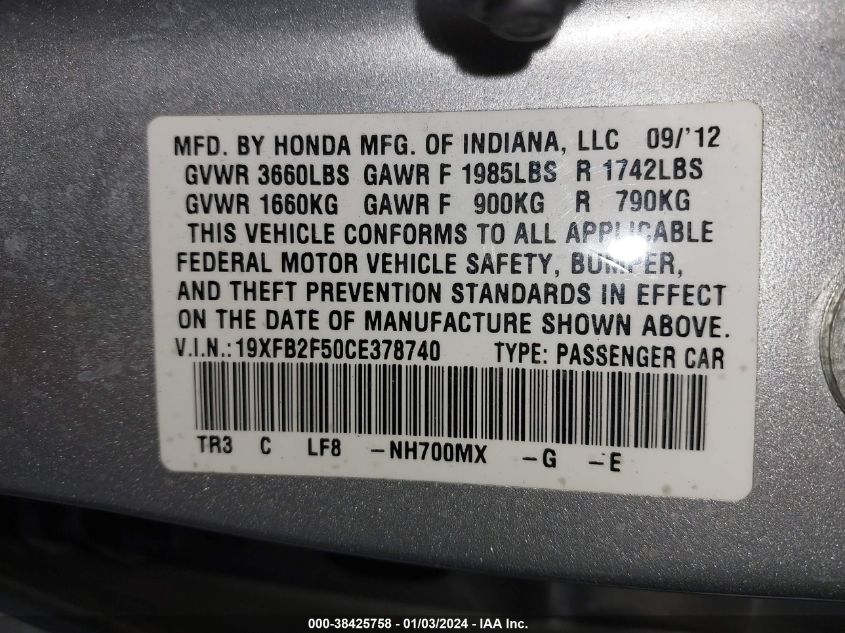 MFD. BY HONDA MFG. OF INDIANA, LLC 09/'12
GVWR 3660LBS GAWR F 1985LBS R 1742LBS
GVWR 1660KG GAWR F 900KG R 790KG
THIS VEHICLE CONFORMS TO ALL APPLICABLE
FEDERAL MOTOR VEHICLE SAFETY, BUMPER,
AND THEFT PREVENTION STANDARDS IN EFFECT
ON THE DATE OF MANUFACTURE SHOWN ABOVE.
V.I.N.:19XFB2F50CE378740 TYPE: PASSENGER CAR
TR3 C LF8 -NH700MX -G -E
000-38425758 - 01/03/2024 - IAA Inc.